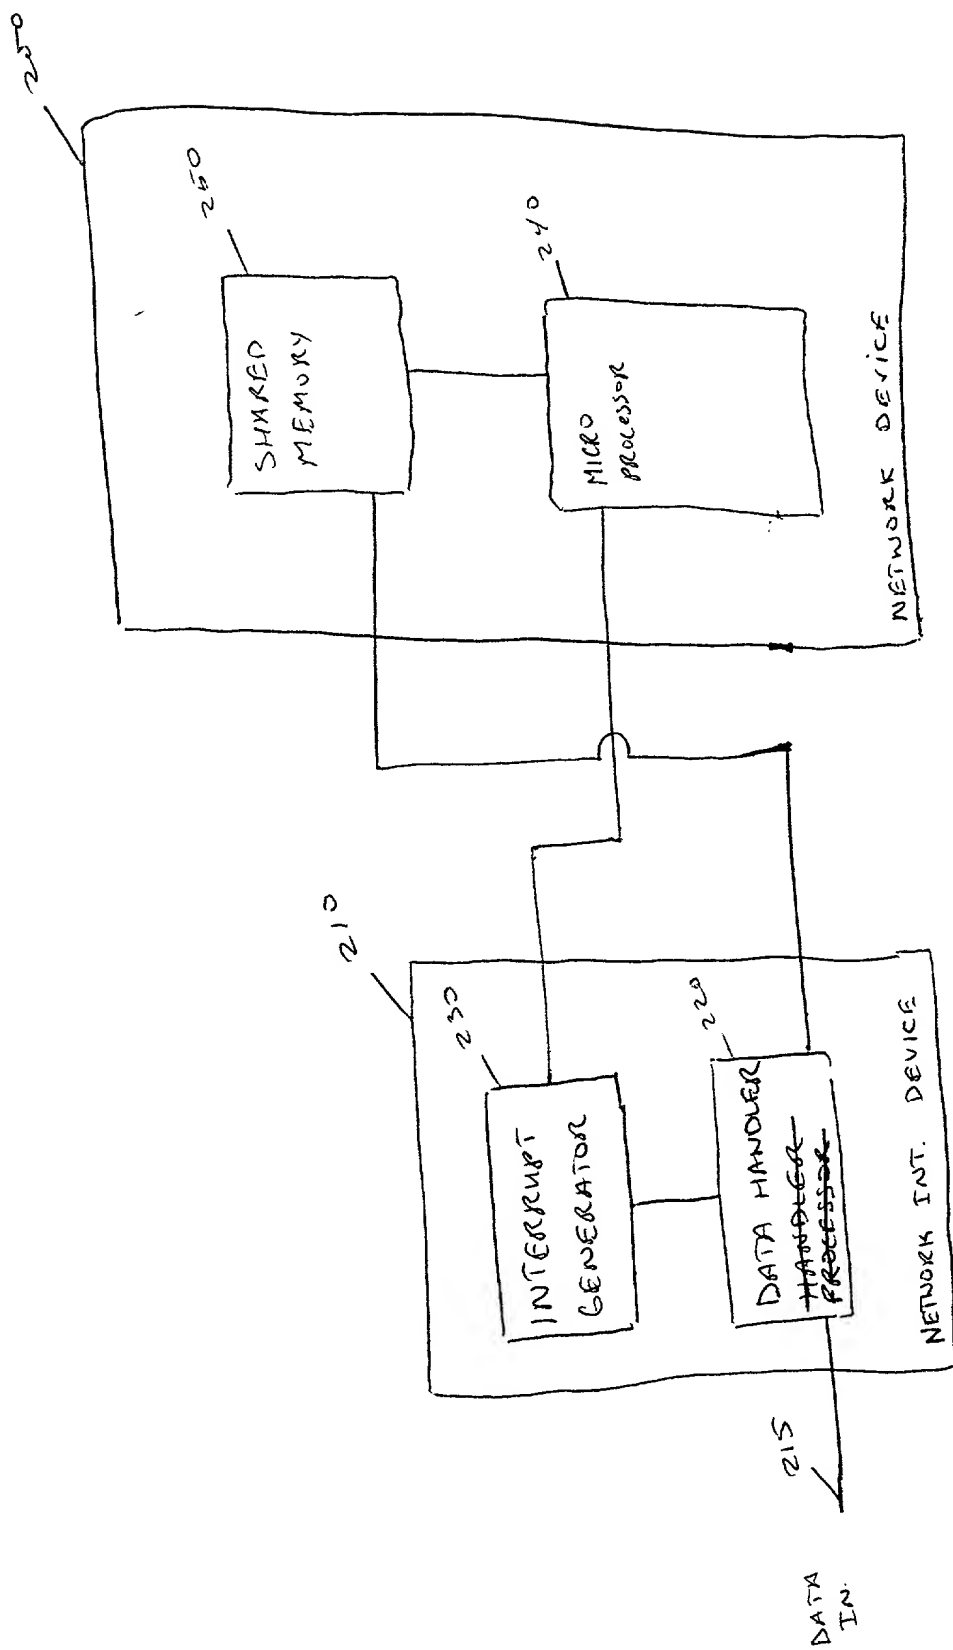 200
250
SHARED
MEMORY
240
MICRO
PROCESSOR
NETWORK DEVICE
210
230
INTERRUPT
GENERATOR
220
DATA HANDLER
HANDLER
PROCESSOR
NETWORK INT. DEVICE
215
DATA
IN.